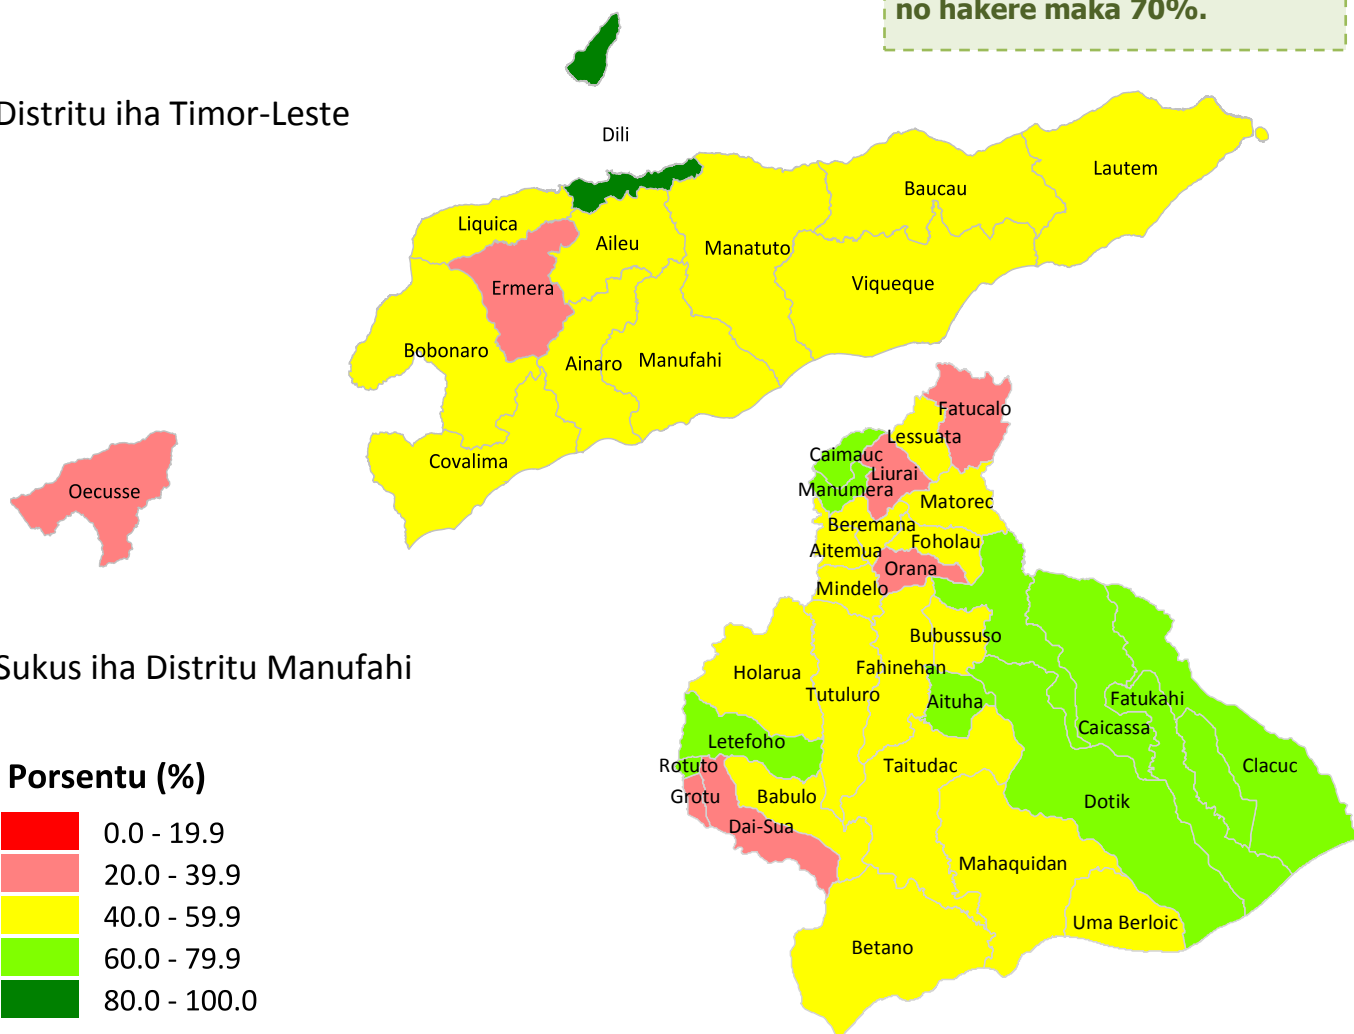 no hakere maka 70%.
Distritu iha Timor-Leste
Dili
Lautem
Baucau
Liquica
Aileu
Manatuto
Viqueque
Ermera
Bobonaro
Ainaro
Manufahi
Covalima
Oecusse
Fatucalo
Lessuata
Caimauc
Liurai
Manumera
Matorec
Beremana
Foholau
Aitemua
Orana
Mindelo
Bubussuso
Sukus iha Distritu Manufahi
Holarua
Fahinehan
Tutuluro
Aituha
Fatukahi
Caicassa
Letefoho
Rotuto
Taitudac
Clacuc
Grotu
Babulo
Dotik
Dai-Sua
Mahaquidan
Uma Berloic
Betano
Porsentu (%)
0.0 - 19.9
20.0 - 39.9
40.0 - 59.9
60.0 - 79.9
80.0 - 100.0